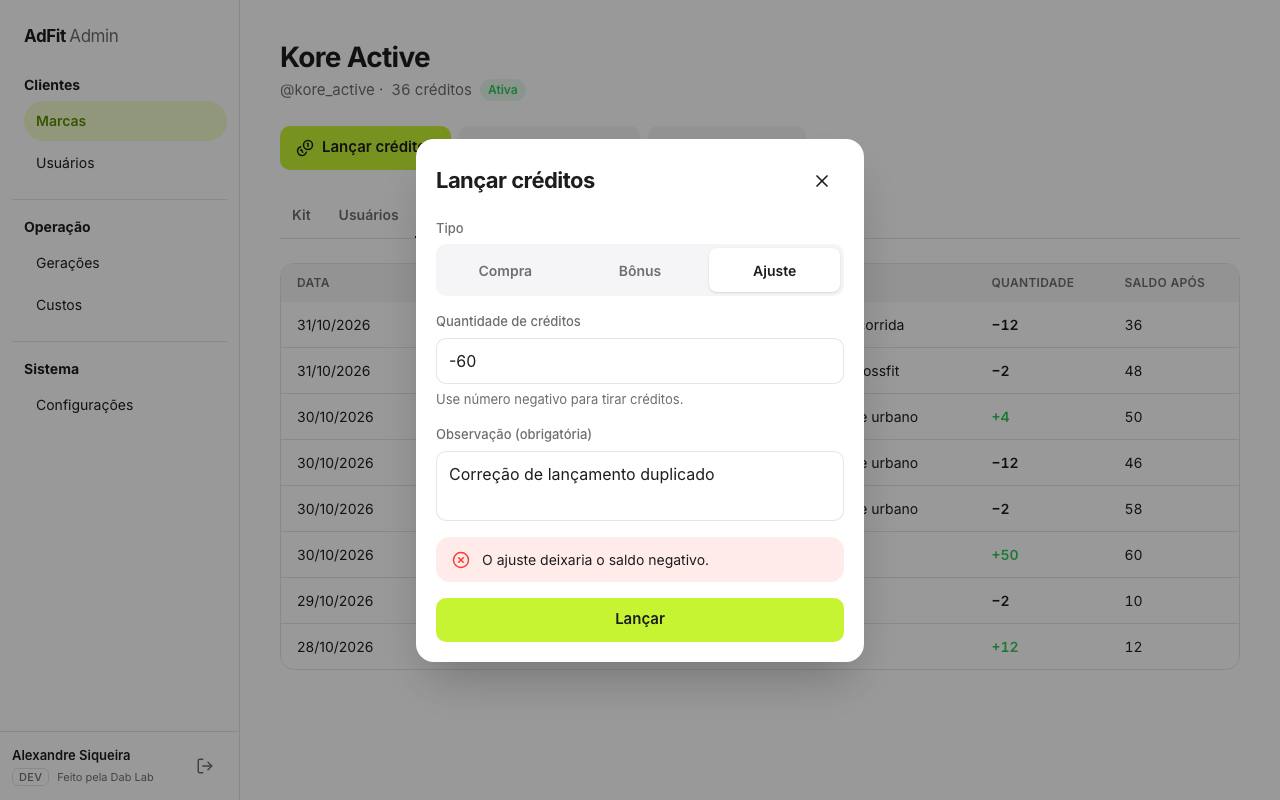 AdFit Admin
Clientes
Marcas
Usuários
Operação
Gerações
Custos
Sistema
Configurações
Alexandre Siqueira
DEV Feito pela Dab Lab
Kore Active
@kore_active · 36 créditos Ativa
Lançar crédito
Kit Usuários
DATA QUANTIDADE SALDO APÓS
31/10/2026 −12 36
31/10/2026 −2 48
30/10/2026 urbano +4 50
30/10/2026 urbano −12 46
30/10/2026 urbano −2 58
30/10/2026 +50 60
29/10/2026 −2 10
28/10/2026 +12 12
Lançar créditos
Tipo
Compra Bônus Ajuste
Quantidade de créditos
-60
Use número negativo para tirar créditos.
Observação (obrigatória)
Correção de lançamento duplicado
O ajuste deixaria o saldo negativo.
Lançar